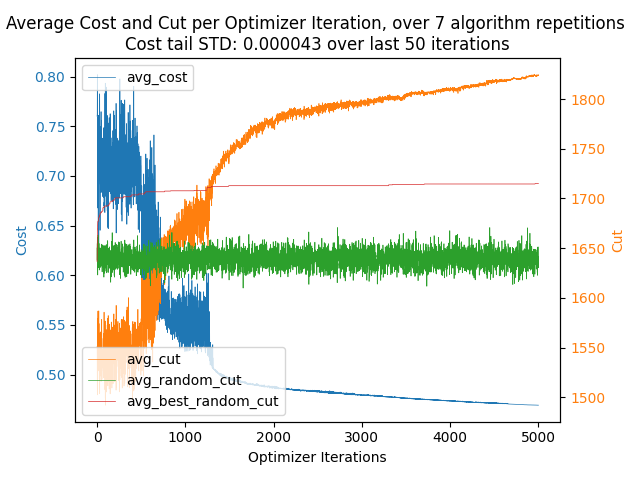 Average Cost and Cut per Optimizer Iteration, over 7 algorithm repetitions
Cost tail STD: 0.000043 over last 50 iterations
avg_cost
0.80
0.75
0.70
0.65
0.60
0.55
0.50
Cost
1800
1750
1700
1650
1600
1550
1500
Cut
avg_cut
avg_random_cut
avg_best_random_cut
0
1000
2000
3000
4000
5000
Optimizer Iterations